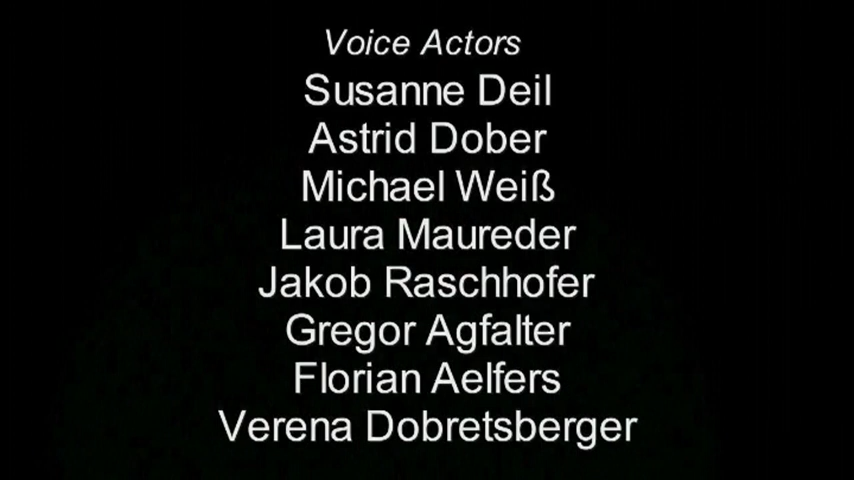 Voice Actors
Susanne Deil
Astrid Dober
Michael Weiß
Laura Maureder
Jakob Raschhofer
Gregor Agfalter
Florian Aelfers
Verena Dobretsberger